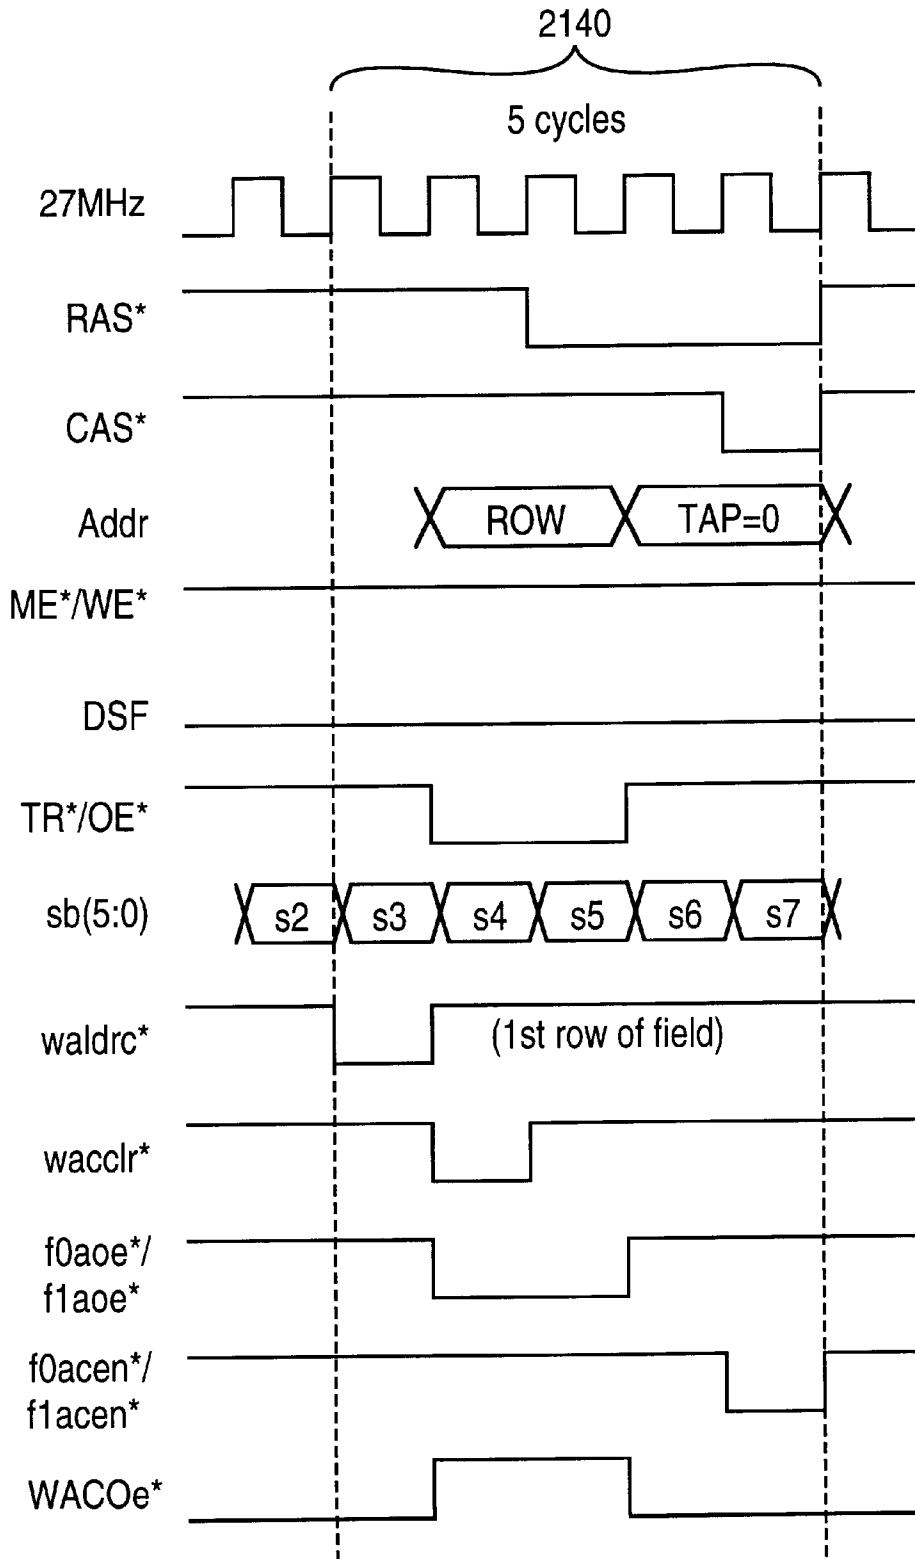 2140
5 cycles
27MHz
RAS*
CAS*
Addr
ROW
TAP=0
ME*/WE*
DSF
TR*/OE*
sb(5:0)
s2
s3
s4
s5
s6
s7
waldrc*
(1st row of field)
wacclr*
f0aoe*/
f1aoe*
f0acen*/
f1acen*
WACOe*